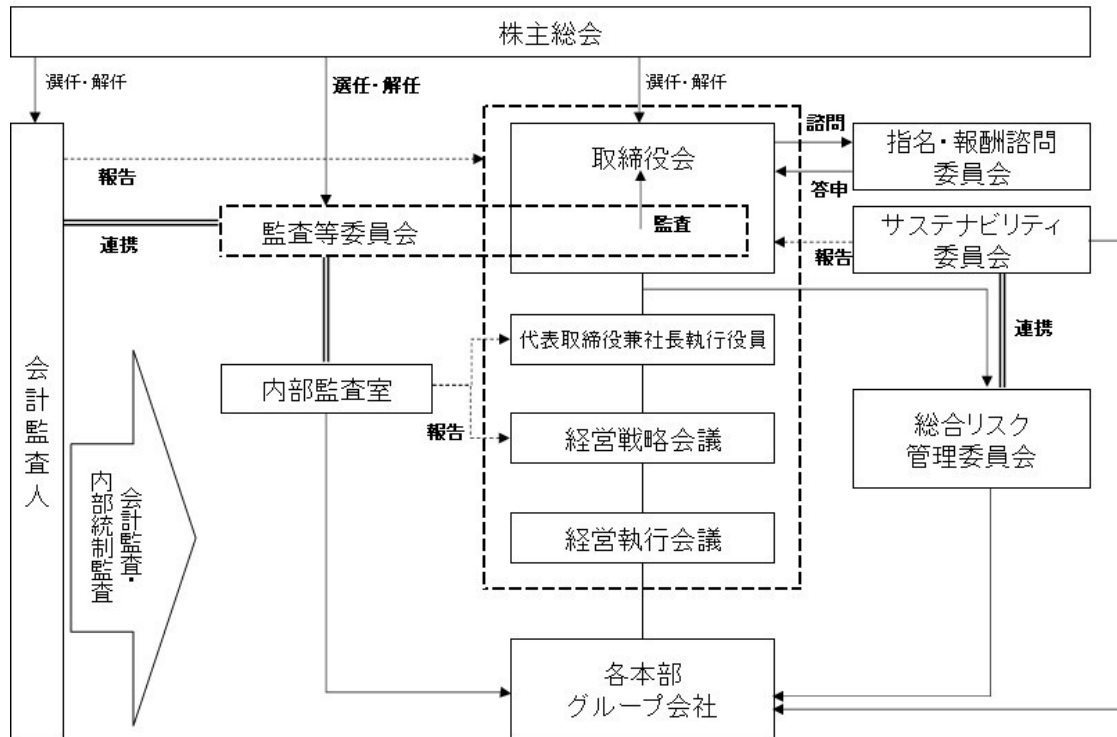 株主総会
選任・解任
選任・解任
選任・解任
諮問
取締役会
指名・報酬諮問
委員会
報告
答申
監査等委員会
監査
サステナビリティ
委員会
連携
報告
代表取締役兼社長執行役員
連携
会計監査人
内部監査室
報告
経営戦略会議
総合リスク
管理委員会
会計監査・
内部統制監査
経営執行会議
各本部
グループ会社